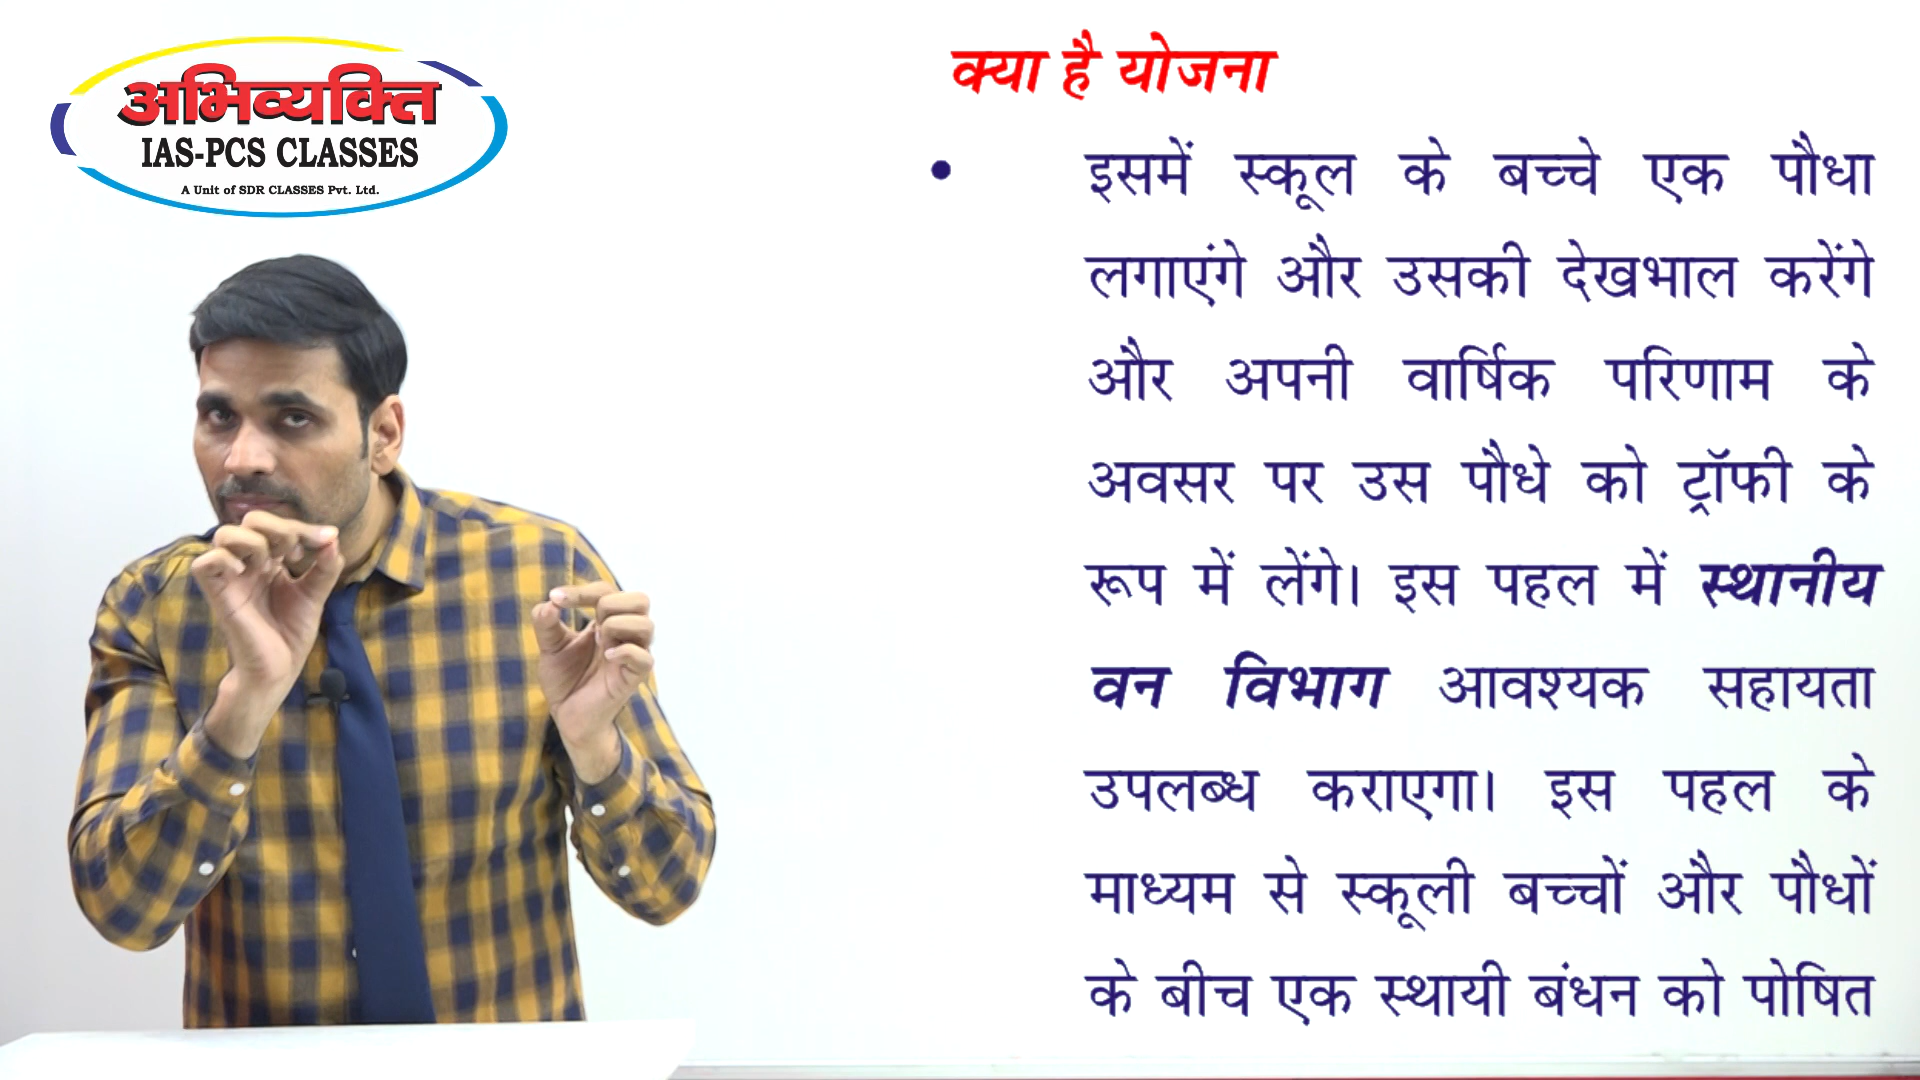 अभिव्यक्ति
IAS-PCS CLASSES
A Unit of SDR CLASSES Pvt. Ltd.
क्या है योजना
• इसमें स्कूल के बच्चे एक पौधा
लगाएंगे और उसकी देखभाल करेंगे
और अपनी वार्षिक परिणाम के
अवसर पर उस पौधे को ट्रॉफी के
रूप में लेंगे। इस पहल में स्थानीय
वन विभाग आवश्यक सहायता
उपलब्ध कराएगा। इस पहल के
माध्यम से स्कूली बच्चों और पौधों
के बीच एक स्थायी बंधन को पोषित